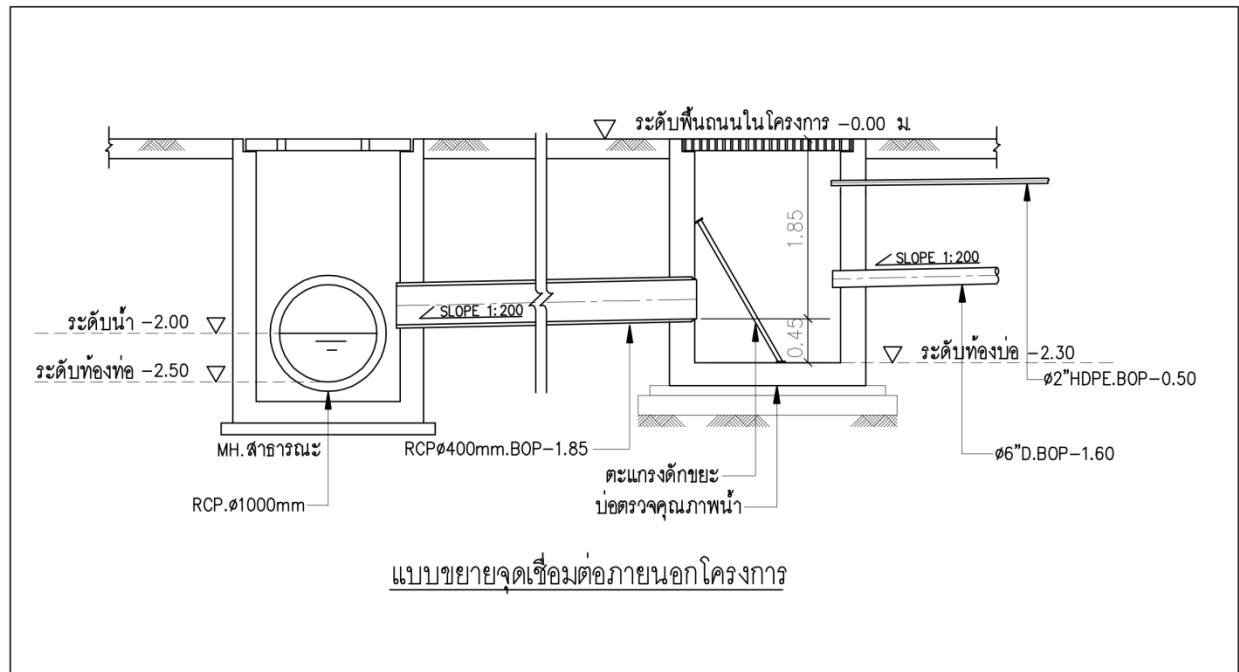 ระดับพื้นถนนในโครงการ -0.00 ม.
1.85
SLOPE 1:200
SLOPE 1:200
ระดับน้ำ -2.00
0.45
ระดับท้องบ่อ -2.30
ระดับท้องท่อ -2.50
ø2"HDPE.BOP-0.50
MH. สาธารณะ
RCPø400mm.BOP-1.85
ø6"D.BOP-1.60
ตะแกรงดักขยะ
RCP.ø1000mm
บ่อตรวจคุณภาพน้ำ
แบบขยายจุดเชื่อมต่อภายนอกโครงการ